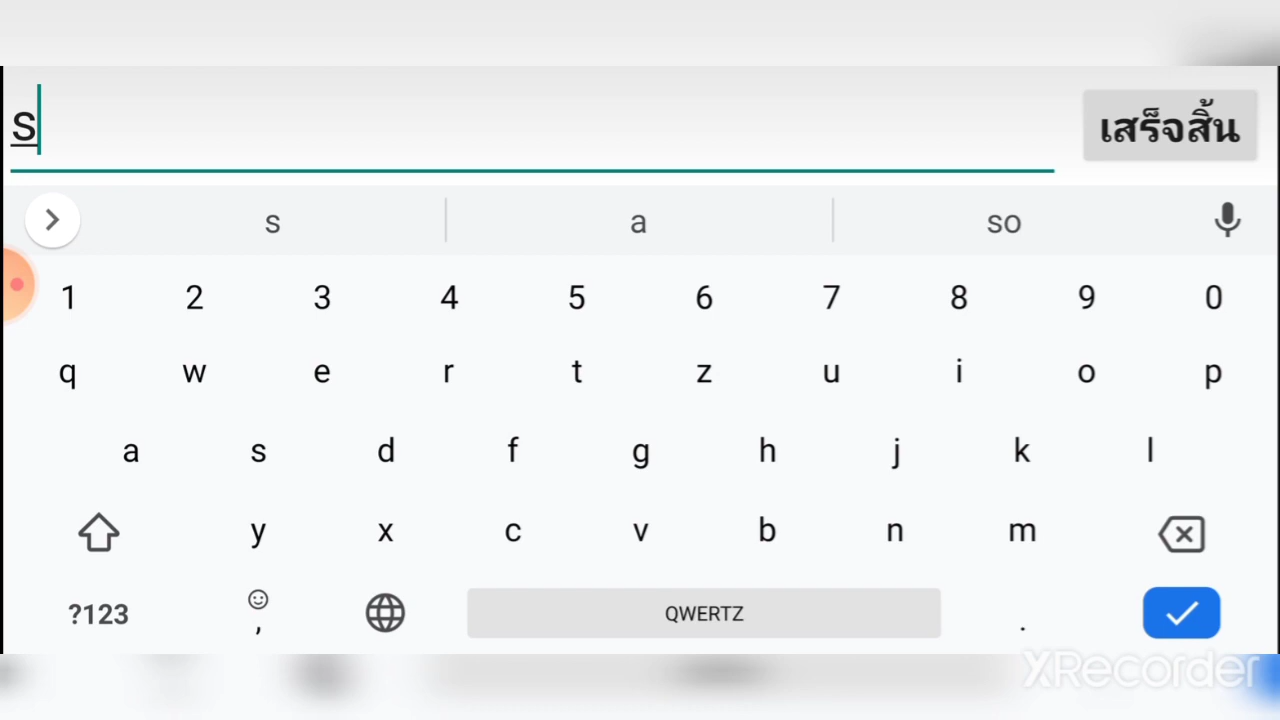 s
เสร็จสิ้น
s a so
1 2 3 4 5 6 7 8 9 0
q w e r t z u i o p
a s d f g h j k l
y x c v b n m
?123 , QWERTZ .
XRecorder